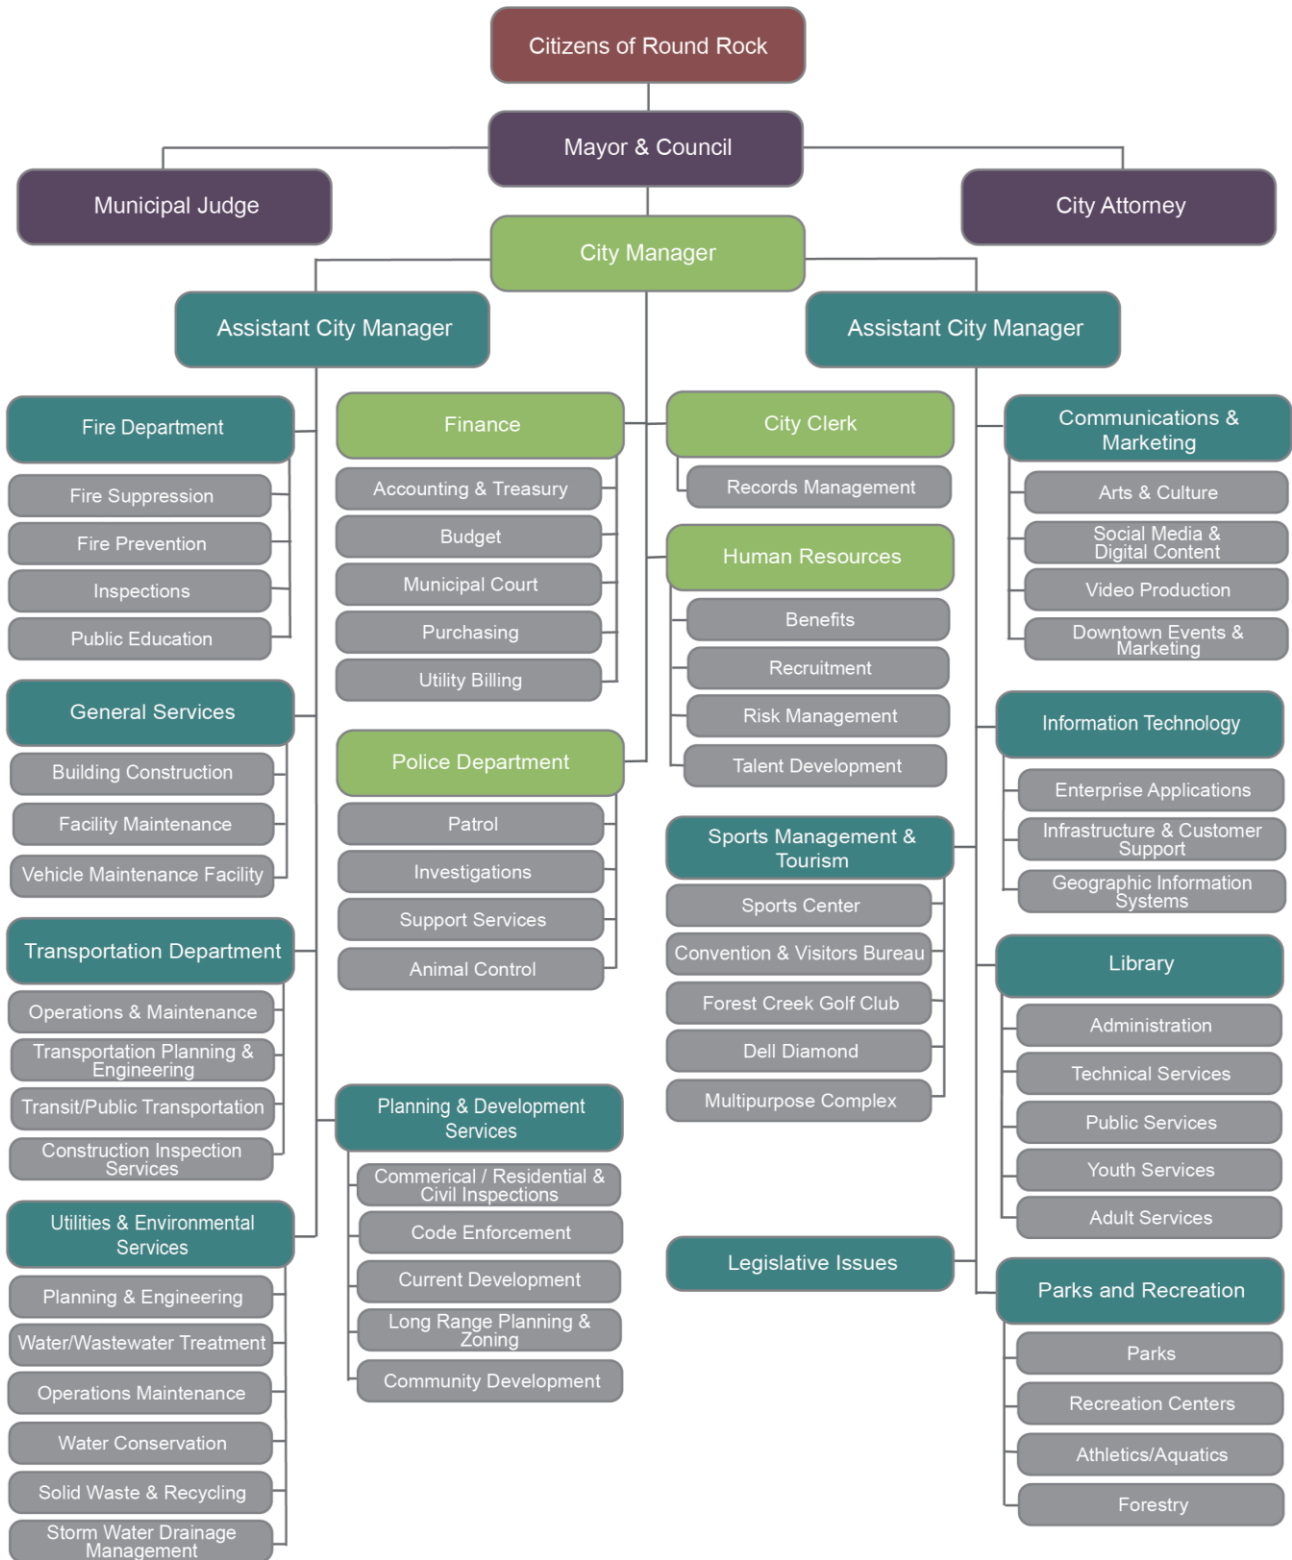 Citizens of Round Rock
Mayor & Council
Municipal Judge
City Attorney
City Manager
Assistant City Manager
Assistant City Manager
Fire Department
Fire Suppression
Fire Prevention
Inspections
Public Education
General Services
Building Construction
Facility Maintenance
Vehicle Maintenance Facility
Transportation Department
Operations & Maintenance
Transportation Planning &
Engineering
Transit/Public Transportation
Construction Inspection
Services
Utilities & Environmental
Services
Planning & Engineering
Water/Wastewater Treatment
Operations Maintenance
Water Conservation
Solid Waste & Recycling
Storm Water Drainage
Management
Finance
Accounting & Treasury
Budget
Municipal Court
Purchasing
Utility Billing
Police Department
Patrol
Investigations
Support Services
Animal Control
Planning & Development
Services
Commerical / Residential &
Civil Inspections
Code Enforcement
Current Development
Long Range Planning &
Zoning
Community Development
City Clerk
Records Management
Human Resources
Benefits
Recruitment
Risk Management
Talent Development
Sports Management &
Tourism
Sports Center
Convention & Visitors Bureau
Forest Creek Golf Club
Dell Diamond
Multipurpose Complex
Legislative Issues
Communications &
Marketing
Arts & Culture
Social Media &
Digital Content
Video Production
Downtown Events &
Marketing
Information Technology
Enterprise Applications
Infrastructure & Customer
Support
Geographic Information
Systems
Library
Administration
Technical Services
Public Services
Youth Services
Adult Services
Parks and Recreation
Parks
Recreation Centers
Athletics/Aquatics
Forestry